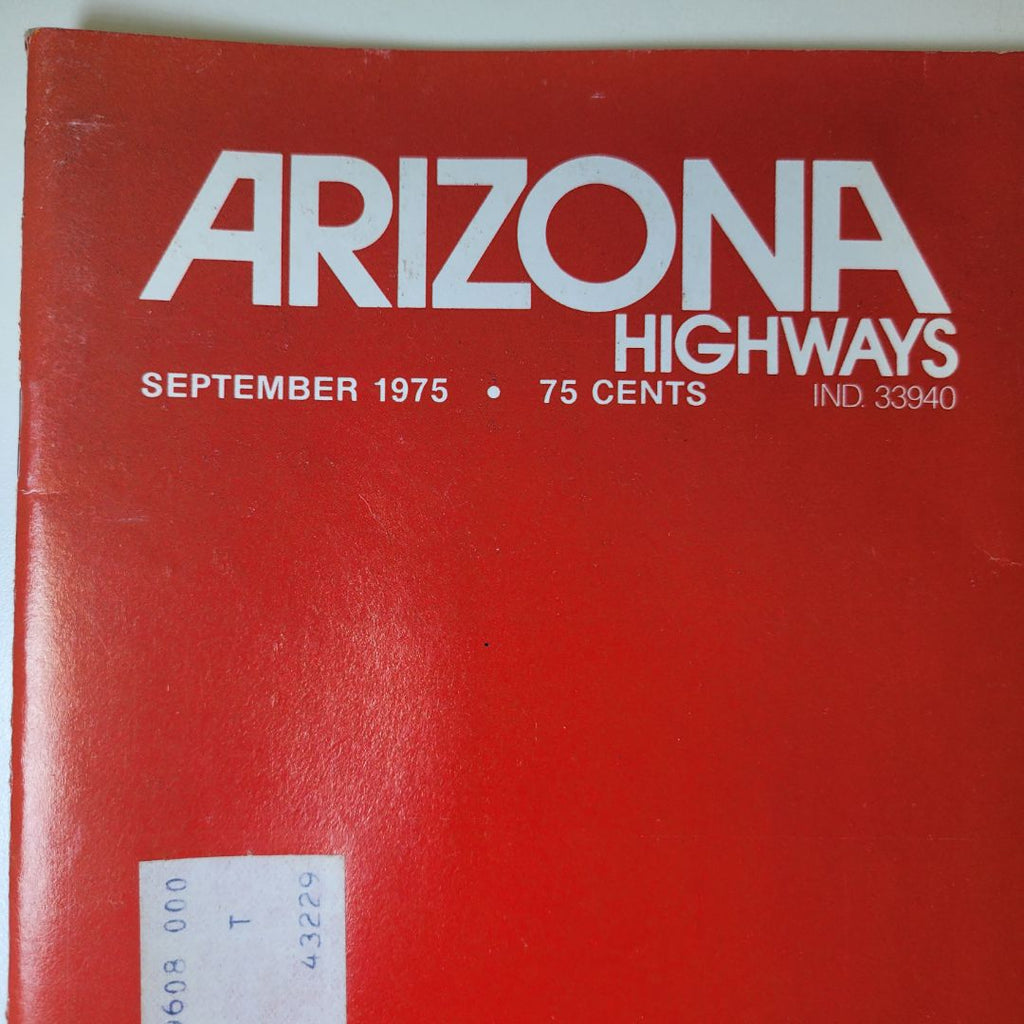 ARIZONA
HIGHWAYS
SEPTEMBER 1975 • 75 CENTS
IND. 33940
43229
T
0608 000